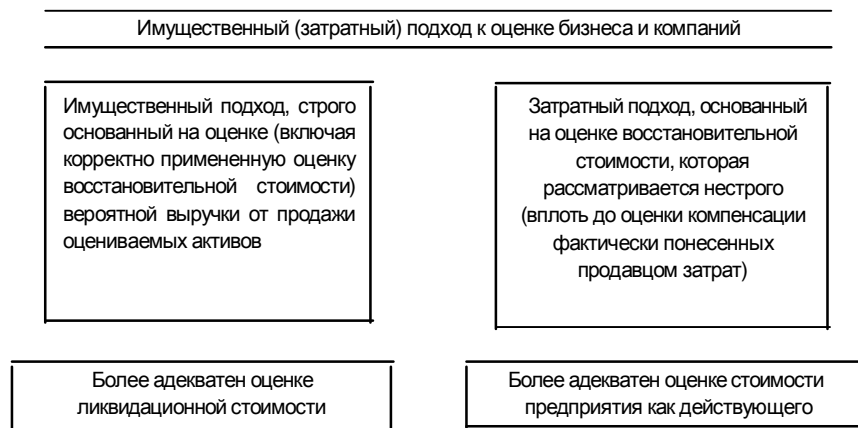 Имущественный (затратный) подход к оценке бизнеса и компаний
Имущественный подход, строго
основанный на оценке (включая
корректно примененную оценку
восстановительной стоимости)
вероятной выручки от продажи
оцениваемых активов
Затратный подход, основанный
на оценке восстановительной
стоимости, которая
рассматривается нестрого
(вплоть до оценки компенсации
фактически понесенных
продавцом затрат)
Более адекватен оценке
ликвидационной стоимости
Более адекватен оценке стоимости
предприятия как действующего